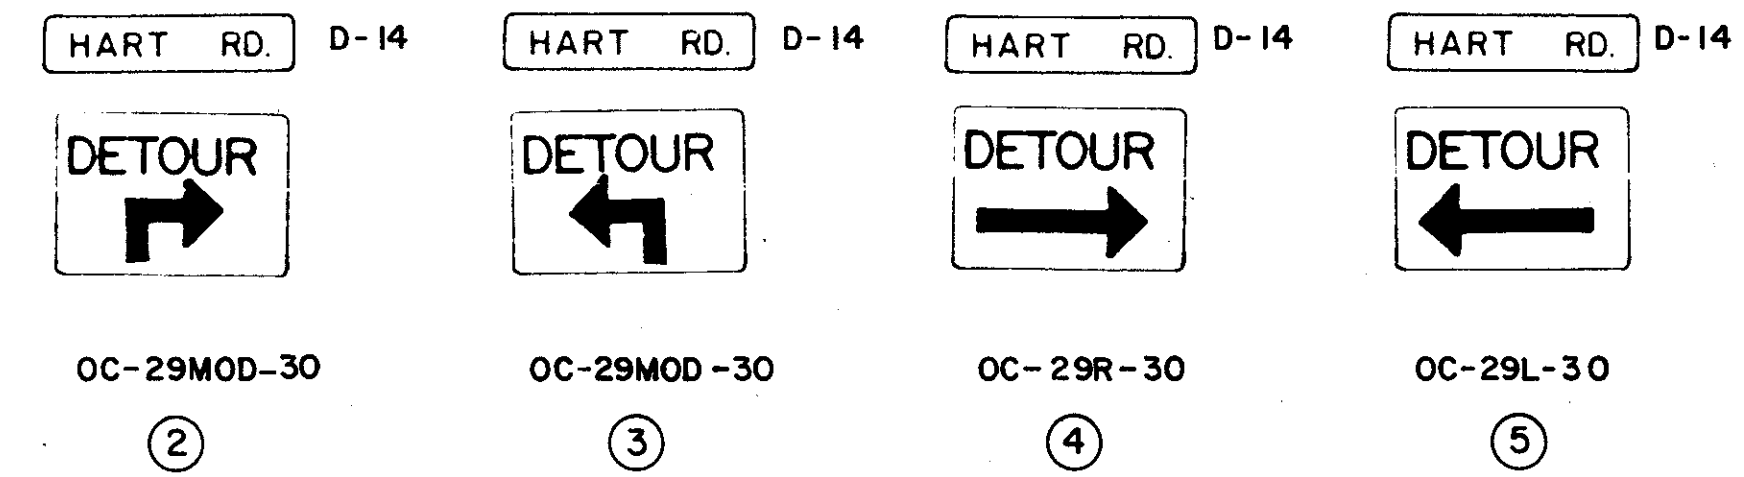 HART RD. D-14
DETOUR
OC-29MOD-30
2
HART RD. D-14
DETOUR
OC-29MOD-30
3
HART RD. D-14
DETOUR
OC-29R-30
4
HART RD. D-14
DETOUR
OC-29L-30
5